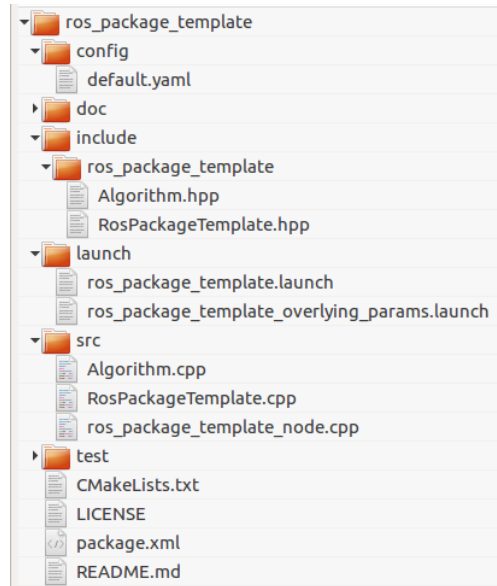 ros_package_template
config
default.yaml
doc
include
ros_package_template
Algorithm.hpp
RosPackageTemplate.hpp
launch
ros_package_template.launch
ros_package_template_overlying_params.launch
src
Algorithm.cpp
RosPackageTemplate.cpp
ros_package_template_node.cpp
test
CMakeLists.txt
LICENSE
package.xml
README.md